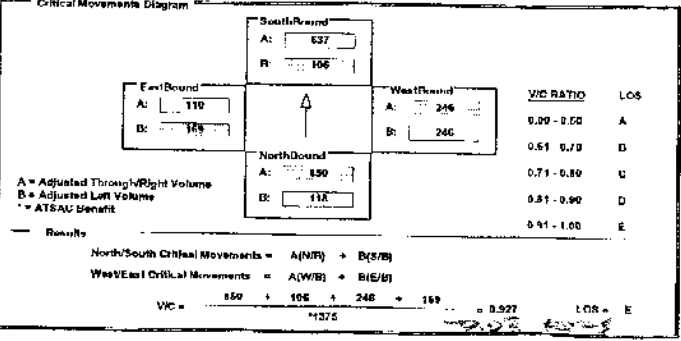 Critical Movements Diagram
SouthBound
A: 637
B: 106
EastBound
A: 110
B: 169
WestBound
A: 246
B: 246
NorthBound
A: 850
B: 118
V/C RATIO LOS
0.00 - 0.60 A
0.61 - 0.70 B
0.71 - 0.80 C
0.81 - 0.90 D
0.91 - 1.00 E
A = Adjusted Through/Right Volume
B = Adjusted Left Volume
* = ATSAC Benefit
Results
North/South Critical Movements = A(N/B) + B(S/B)
West/East Critical Movements = A(W/B) + B(E/B)
V/C = 850 + 106 + 246 + 169 = 0.927 LOS = E
*1375